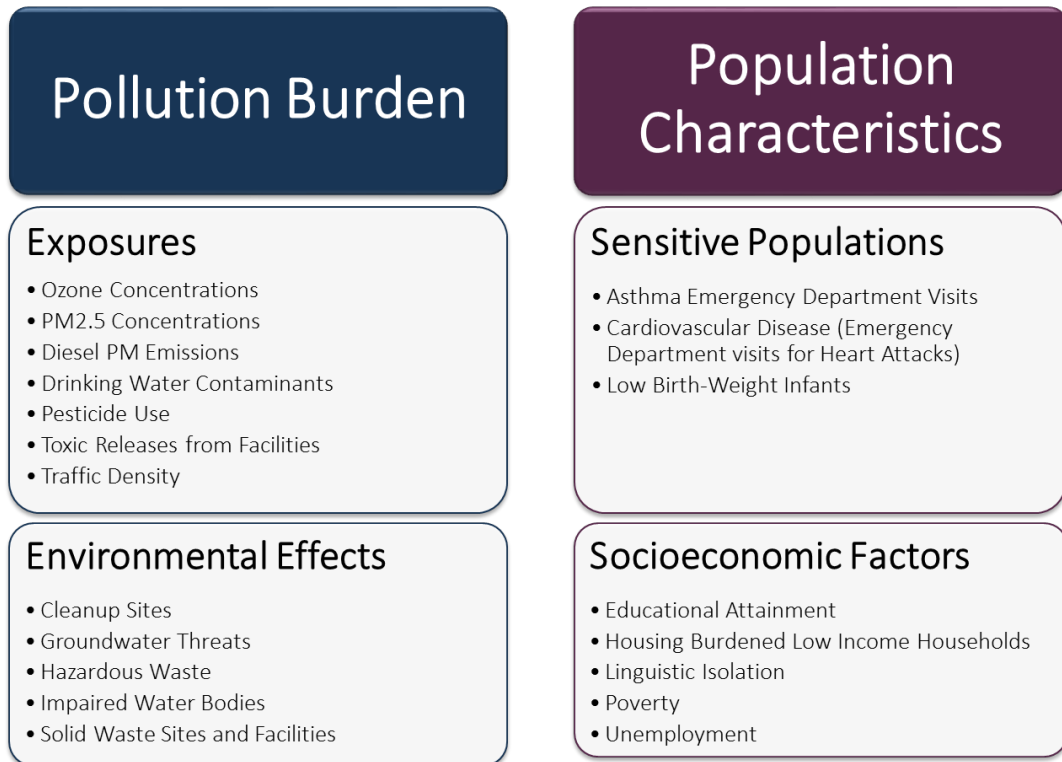 Pollution Burden
Exposures
• Ozone Concentrations
• PM2.5 Concentrations
• Diesel PM Emissions
• Drinking Water Contaminants
• Pesticide Use
• Toxic Releases from Facilities
• Traffic Density
Environmental Effects
• Cleanup Sites
• Groundwater Threats
• Hazardous Waste
• Impaired Water Bodies
• Solid Waste Sites and Facilities
Population
Characteristics
Sensitive Populations
• Asthma Emergency Department Visits
• Cardiovascular Disease (Emergency
Department visits for Heart Attacks)
• Low Birth-Weight Infants
Socioeconomic Factors
• Educational Attainment
• Housing Burdened Low Income Households
• Linguistic Isolation
• Poverty
• Unemployment